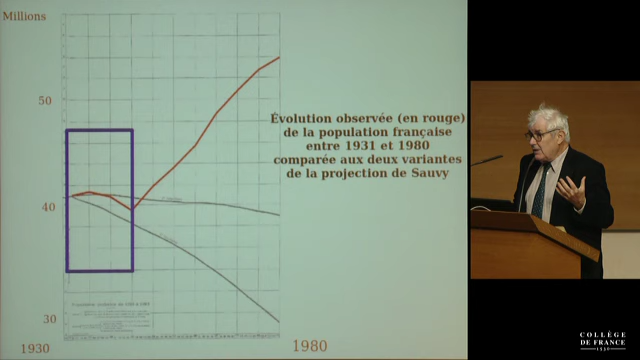 Millions
50
Évolution observée (en rouge)
de la population française
entre 1931 et 1980
comparée aux deux variantes
de la projection de Sauvy
40
30
1930
1980
COLLÈGE
DE FRANCE
1530